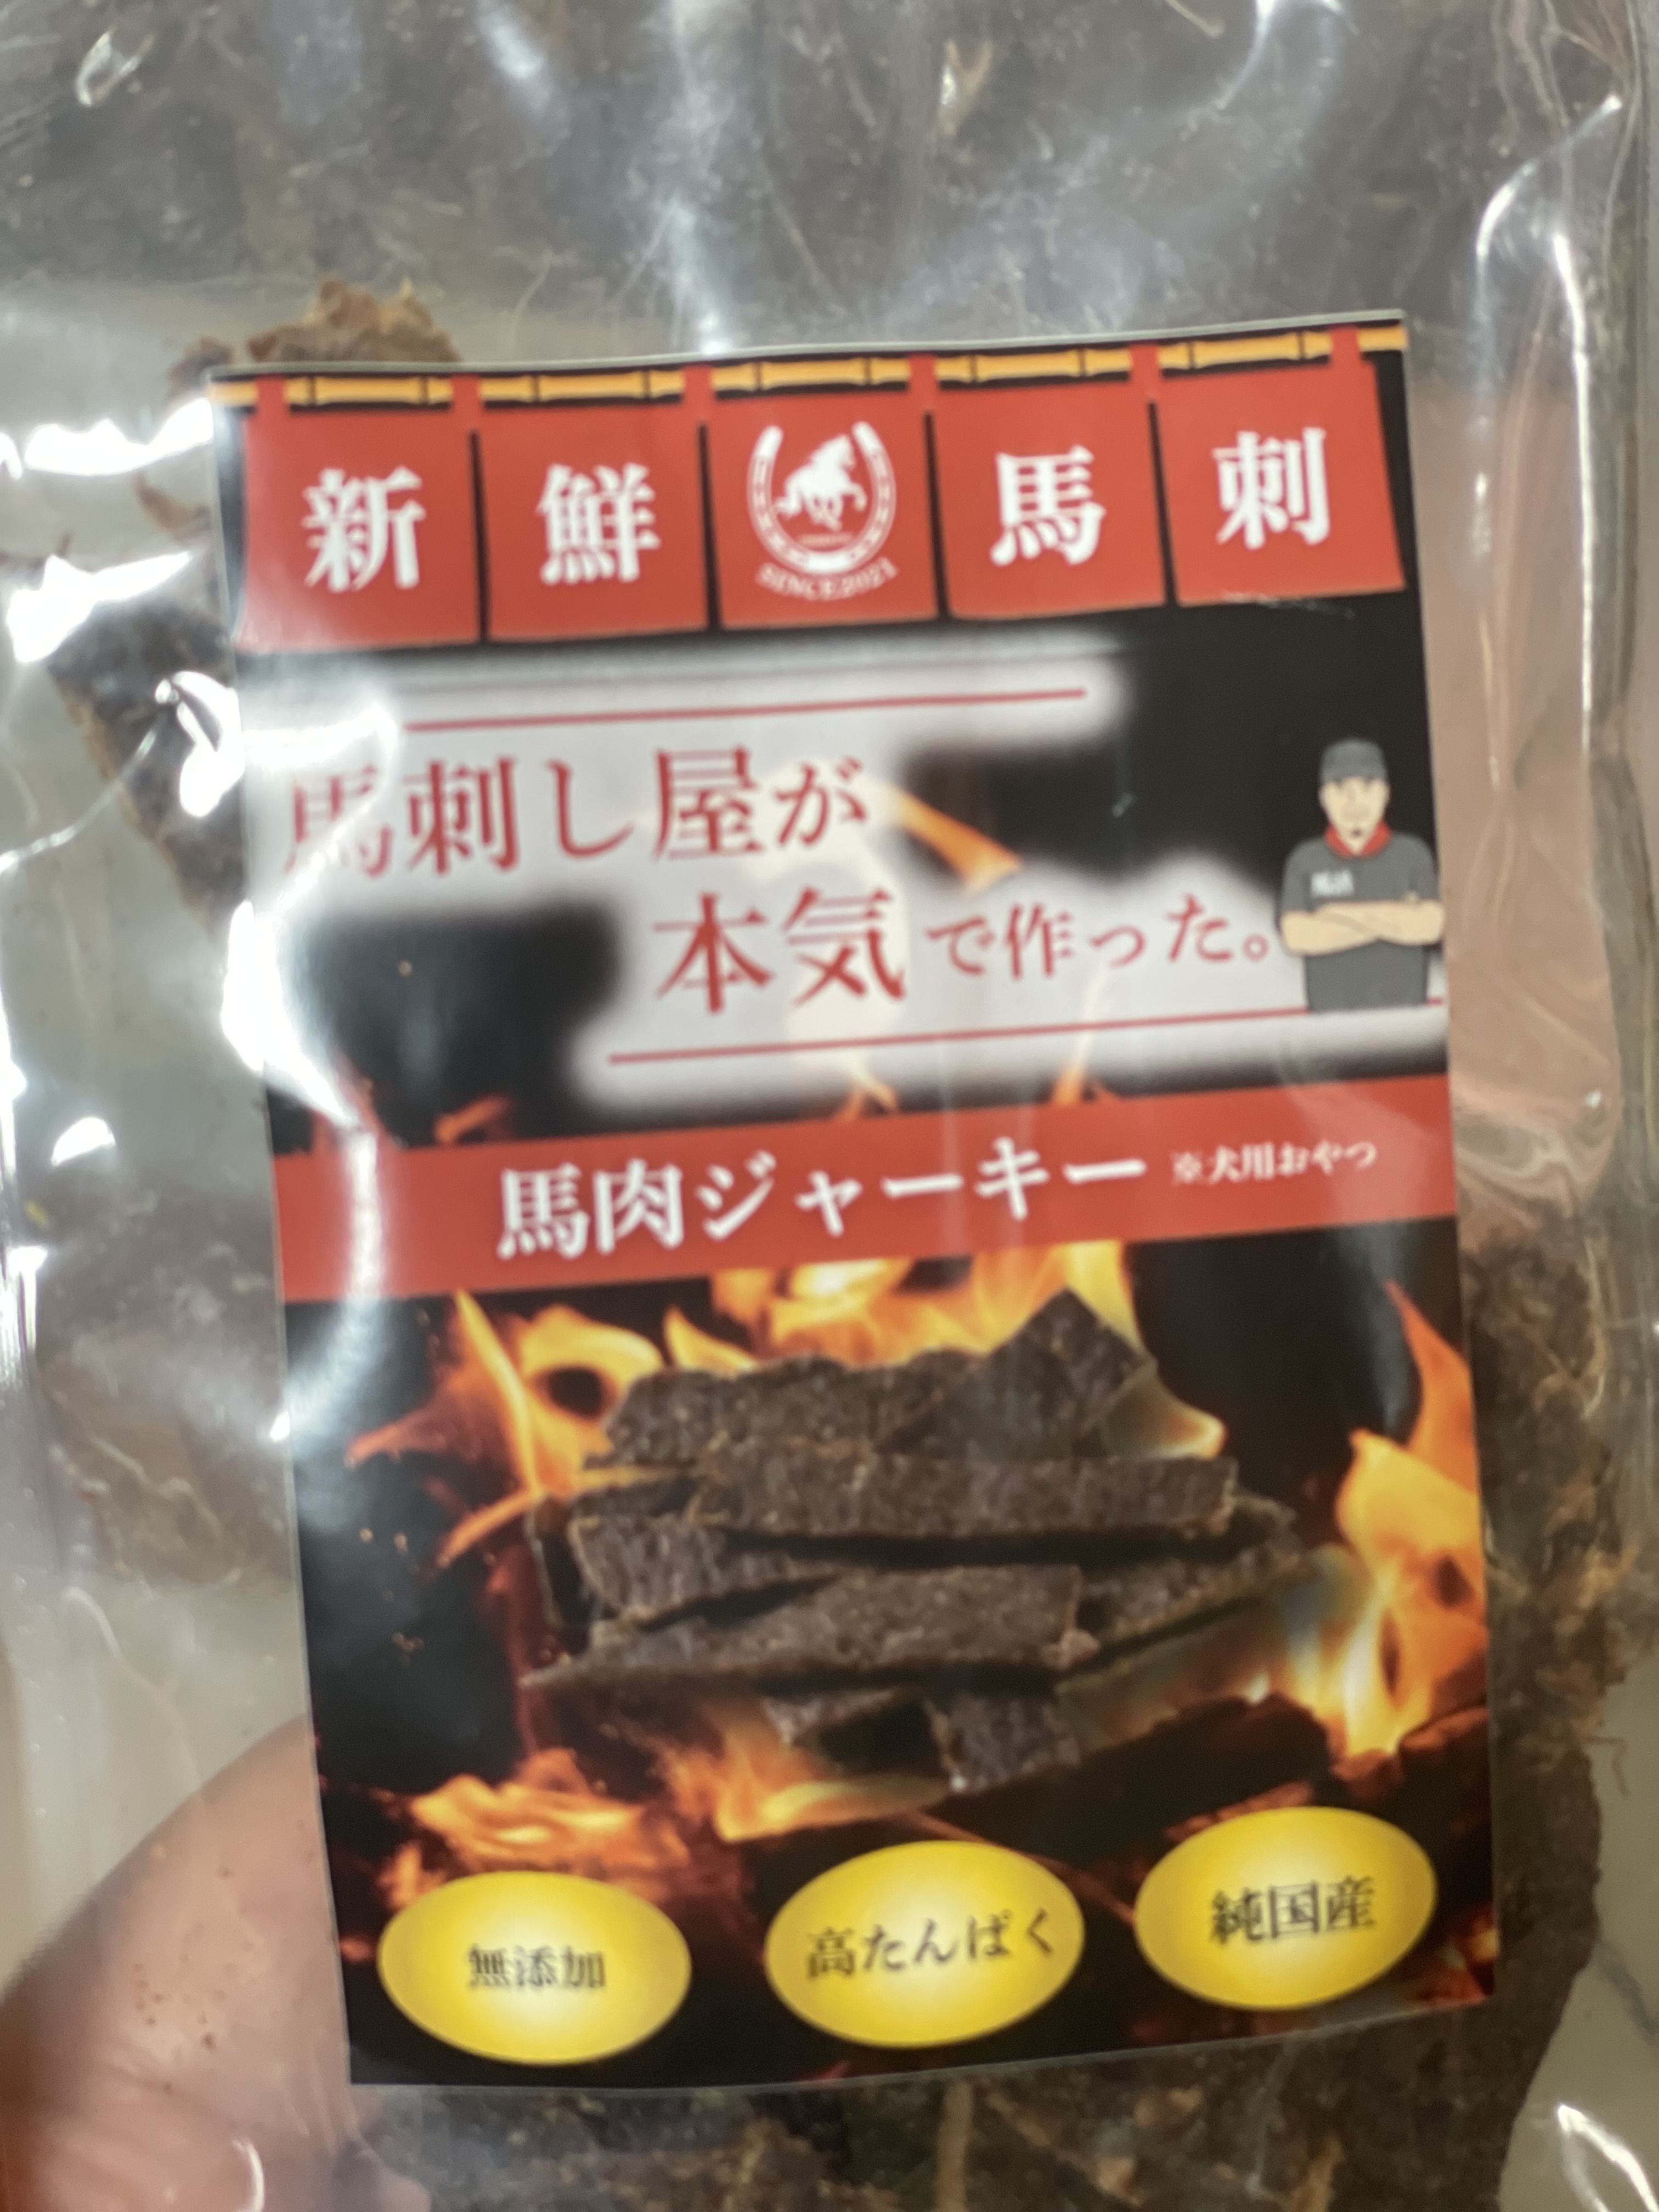 新鮮馬刺
SINCE2021
馬刺し屋が
本気で作った。
馬肉ジャーキー ※犬用おやつ
無添加 高たんぱく 純国産